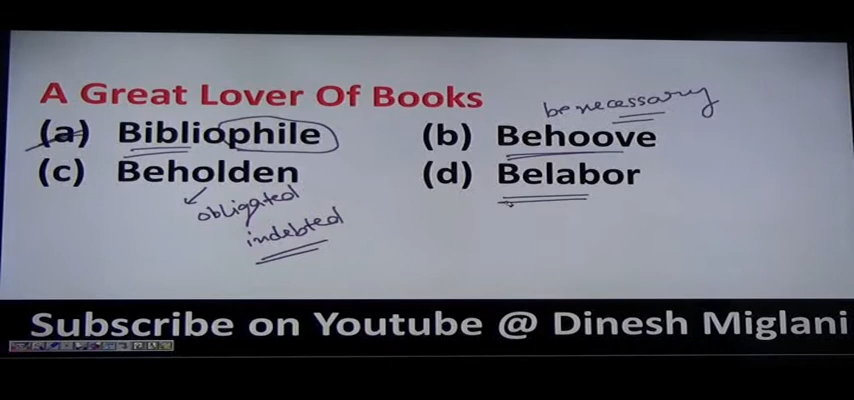 A Great Lover Of Books
be necessary
(a) Bibliophile (b) Behoove
(c) Beholden (d) Belabor
obligated
indebted
Subscribe on Youtube @ Dinesh Miglani